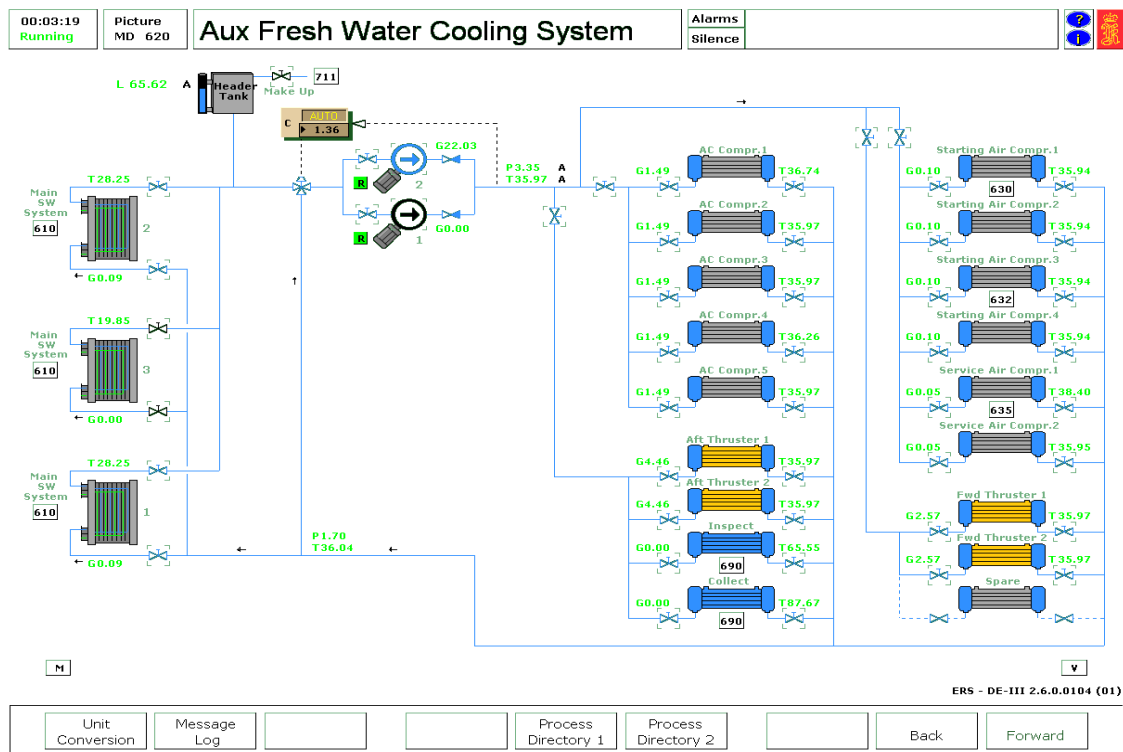 00:03:19
Running
Picture
MD 620
Aux Fresh Water Cooling System
Alarms
Silence
?
i
L 65.62
A
Header
Tank
Make Up
711
C
AUTO
1.36
G22.03
R
2
R
1
G0.00
P3.35 A
T35.97 A
Main
SW
System
610
T28.25
2
G0.09
T19.85
Main
SW
System
610
3
G0.00
T28.25
Main
SW
System
610
1
G0.09
P1.70
T36.04
AC Compr.1
G1.49
T36.74
AC Compr.2
G1.49
T35.97
AC Compr.3
G1.49
T35.97
AC Compr.4
G1.49
T36.26
AC Compr.5
G1.49
T35.97
Aft Thruster 1
G4.46
T35.97
Aft Thruster 2
G4.46
T35.97
Inspect
G0.00
T65.55
690
Collect
G0.00
T87.67
690
Starting Air Compr.1
G0.10
T35.94
630
Starting Air Compr.2
G0.10
T35.94
Starting Air Compr.3
G0.10
T35.94
632
Starting Air Compr.4
G0.10
T35.94
Service Air Compr.1
G0.05
T38.40
635
Service Air Compr.2
G0.05
T35.95
Fwd Thruster 1
G2.57
T35.97
Fwd Thruster 2
G2.57
T35.97
Spare
M
V
ERS - DE-III 2.6.0.0104 (01)
Unit
Conversion
Message
Log
Process
Directory 1
Process
Directory 2
Back
Forward